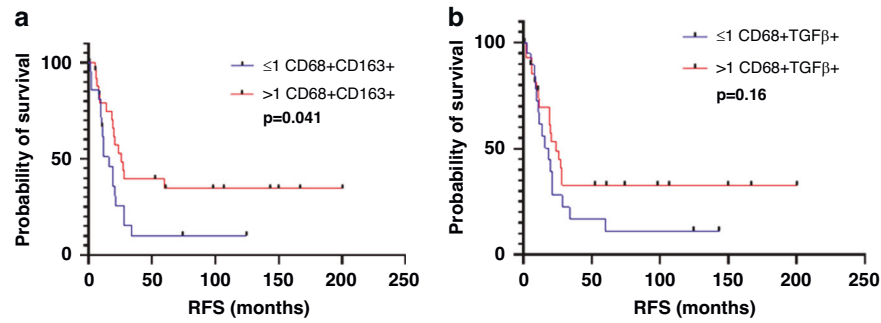 a
Probability of survival
100
50
0
0 50 100 150 200 250
RFS (months)
≤1 CD68+CD163+
>1 CD68+CD163+
p=0.041
b
Probability of survival
100
50
0
0 50 100 150 200 250
RFS (months)
≤1 CD68+TGFβ+
>1 CD68+TGFβ+
p=0.16